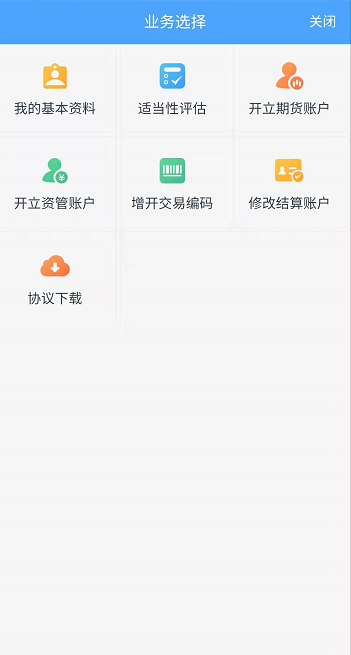 业务选择
关闭
我的基本资料
适当性评估
开立期货账户
开立资管账户
增开交易编码
修改结算账户
协议下载